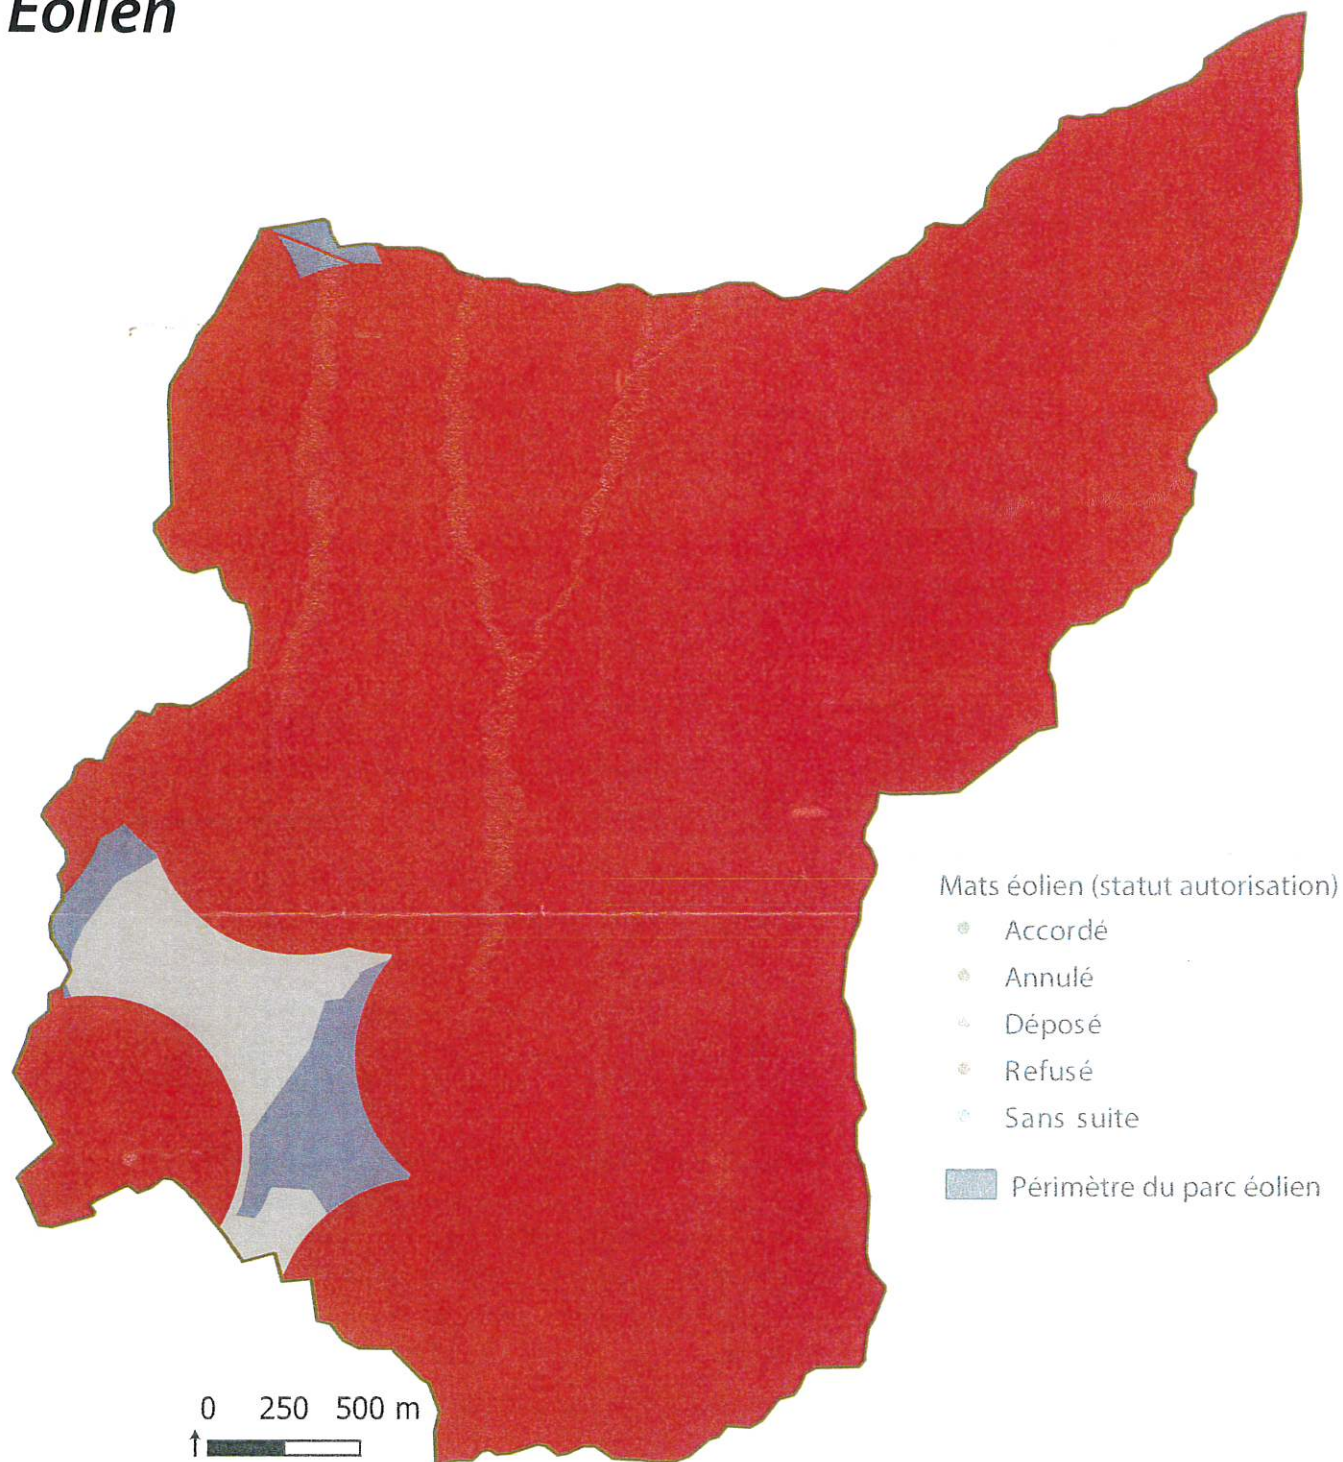 Eolien
Mats éolien (statut autorisation)
Accordé
Annulé
Déposé
Refusé
Sans suite
Périmètre du parc éolien
0 250 500 m